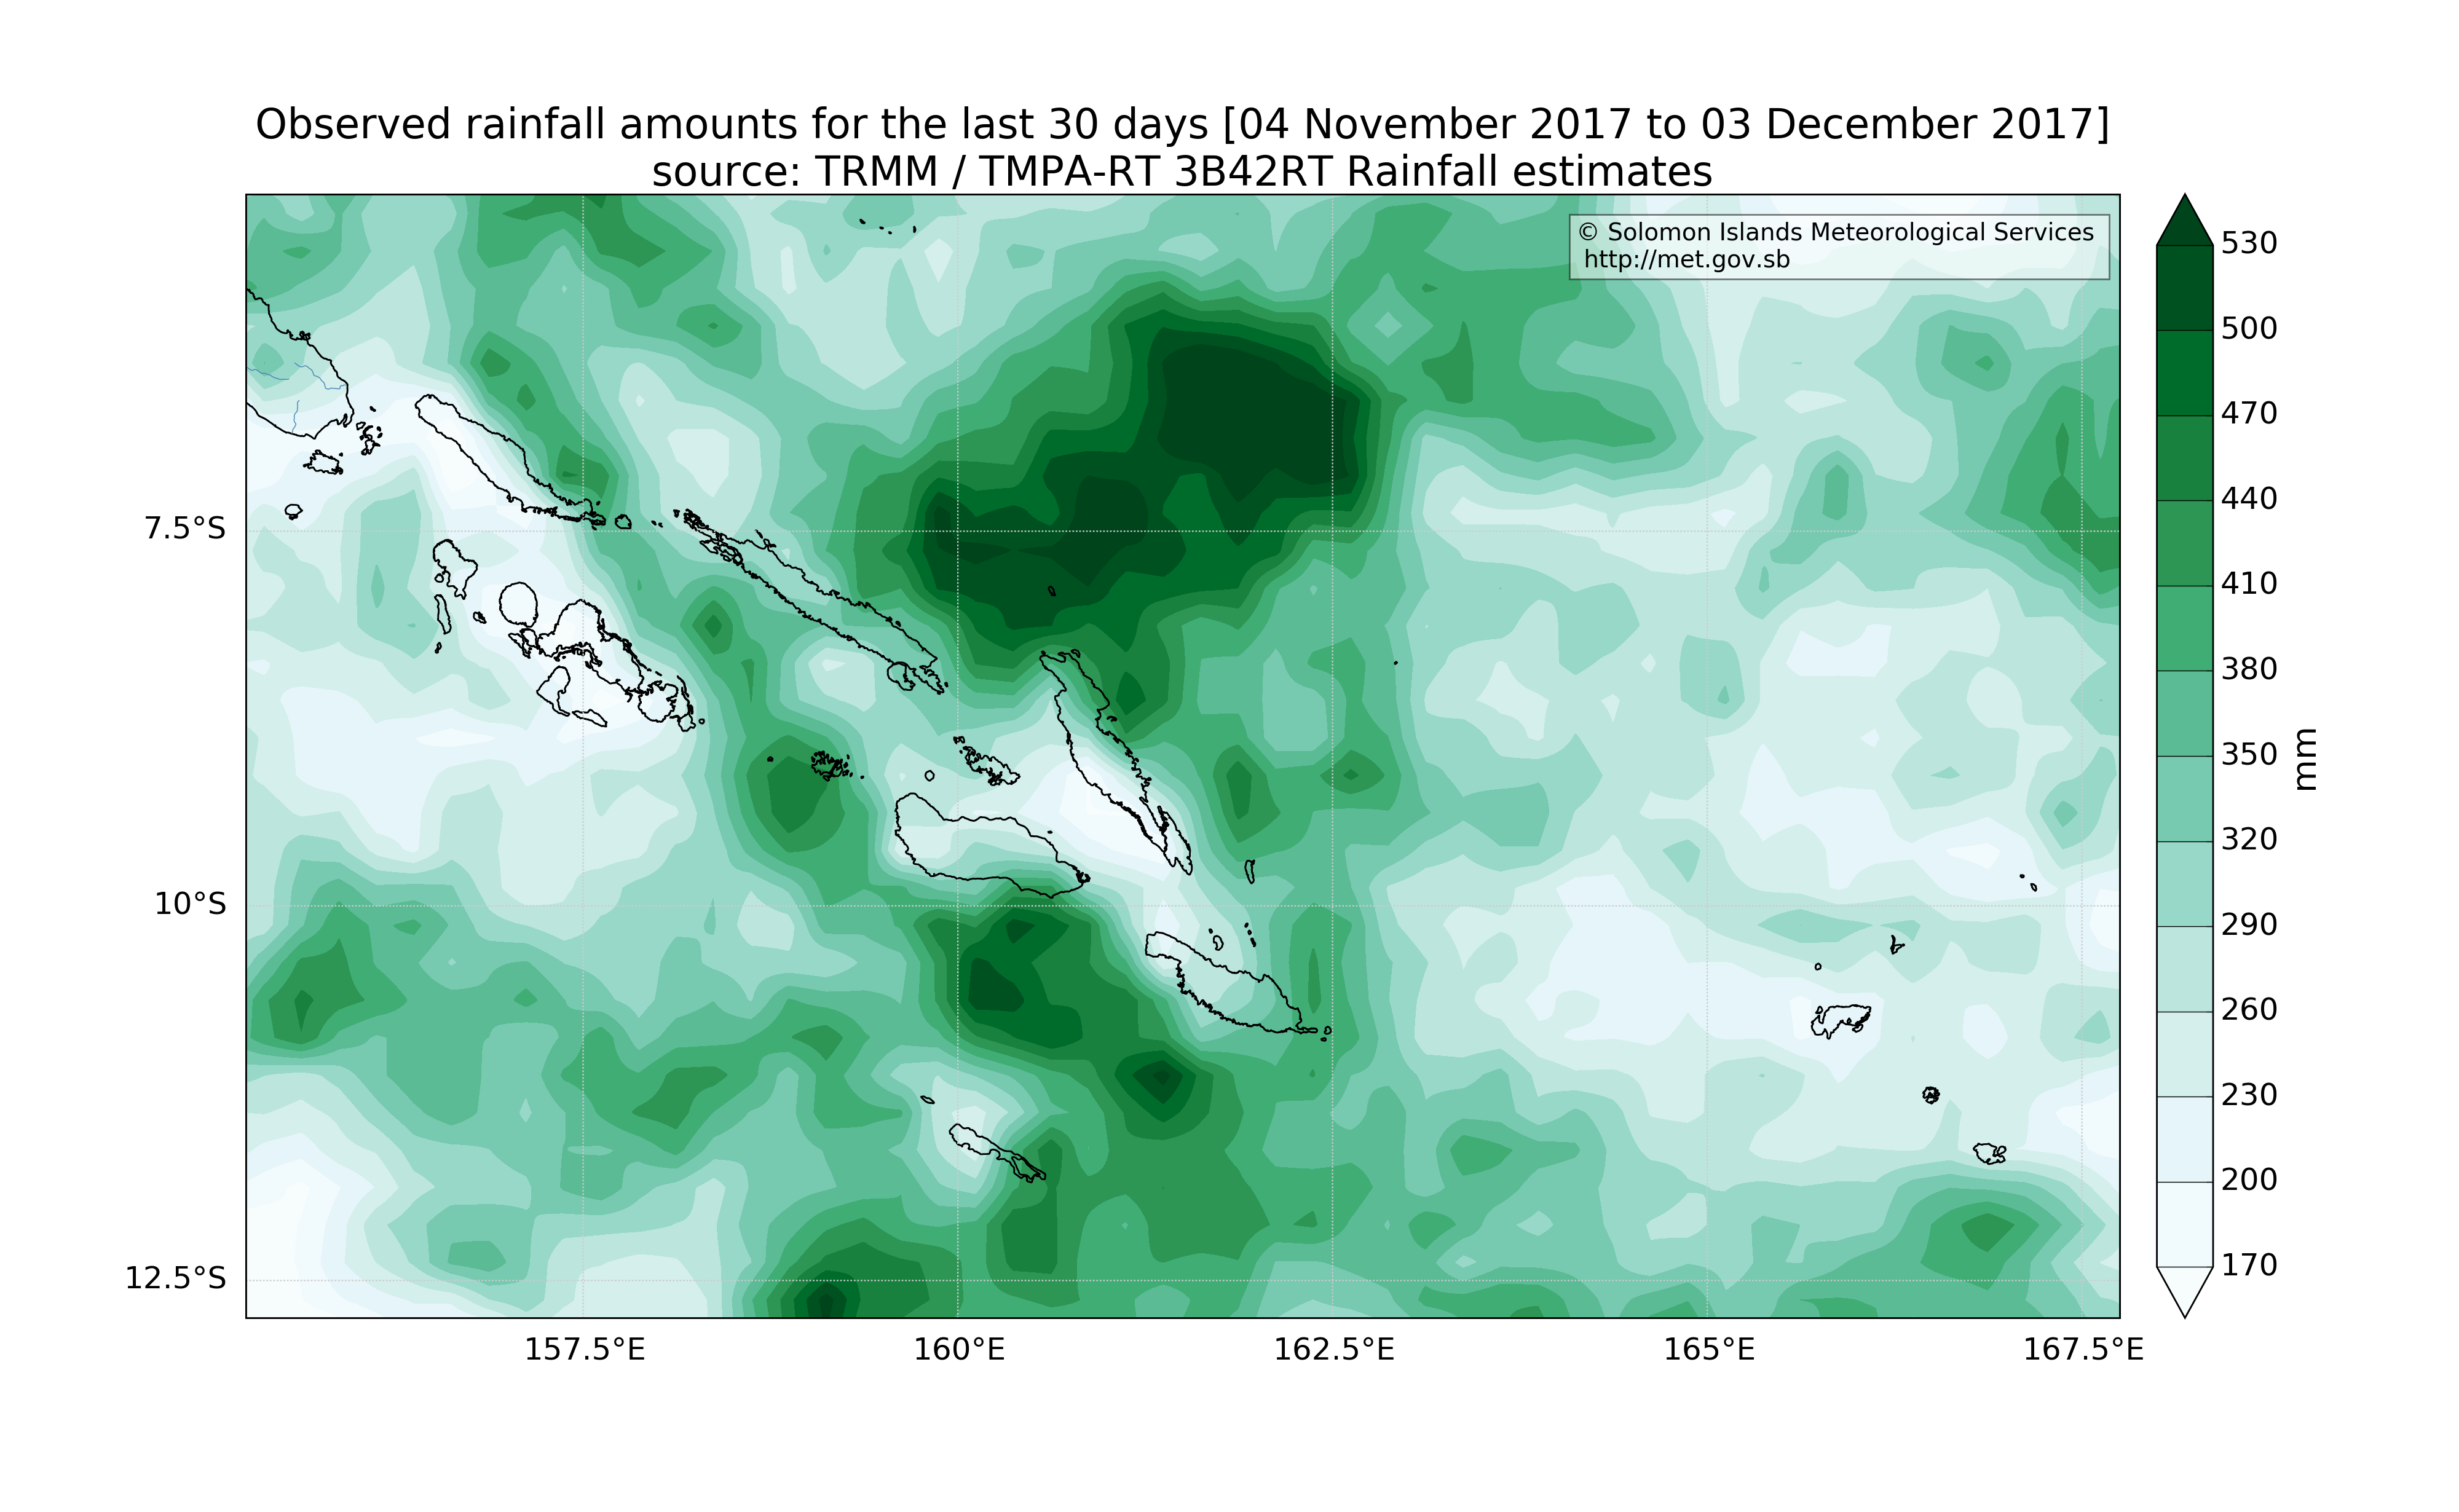 Observed rainfall amounts for the last 30 days [04 November 2017 to 03 December 2017]
source: TRMM / TMPA-RT 3B42RT Rainfall estimates
© Solomon Islands Meteorological Services
http://met.gov.sb
7.5°S
10°S
12.5°S
157.5°E
160°E
162.5°E
165°E
167.5°E
530
500
470
440
410
380
350
320
290
260
230
200
170
mm